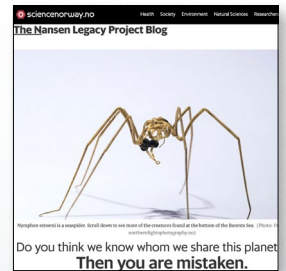 sciencenorway.no
Health Society Environment Natural Sciences Researchers
The Nansen Legacy Project Blog
Nymphon stroemi is a seaspider. Scroll down to see more of the creatures found at the bottom of the Barents Sea. (Photo:
northernlightsphotography.no)
Do you think we know whom we share this planet
Then you are mistaken.